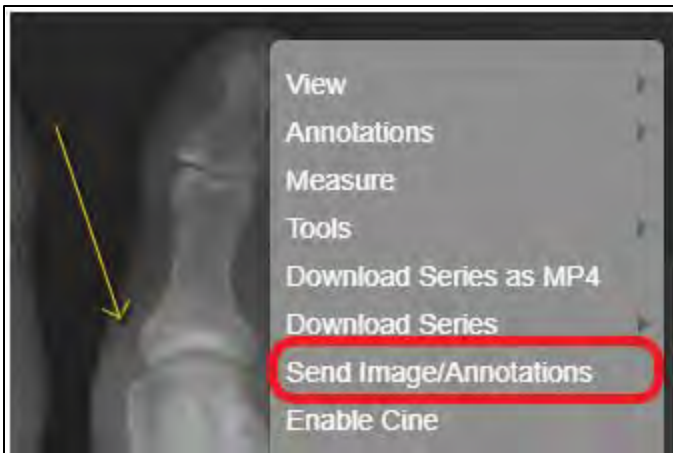 View
Annotations
Measure
Tools
Download Series as MP4
Download Series
Send Image/Annotations
Enable Cine